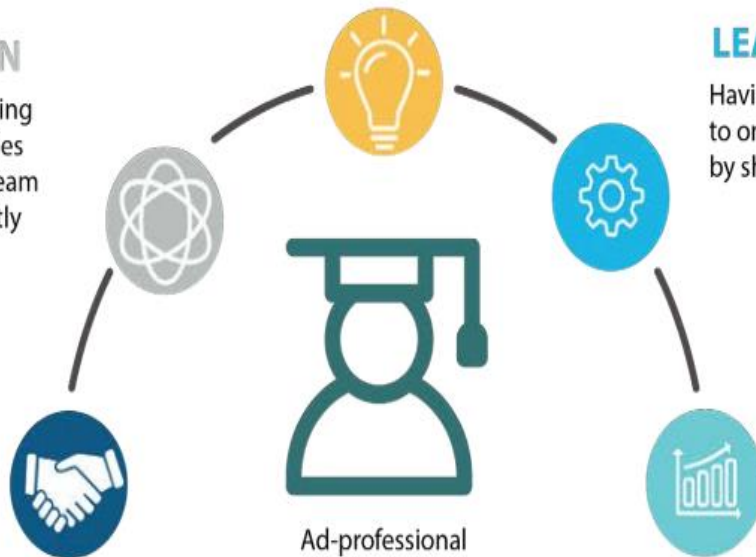 N
ing
es
eam
tly
LEA
Havi
to or
by sh
Ad-professional